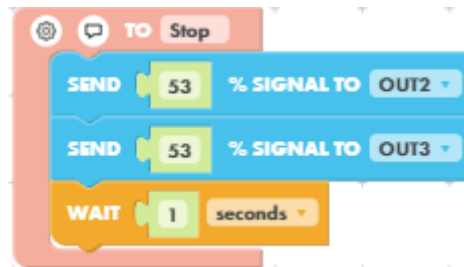 TO Stop
SEND 53 % SIGNAL TO OUT2
SEND 53 % SIGNAL TO OUT3
WAIT 1 seconds